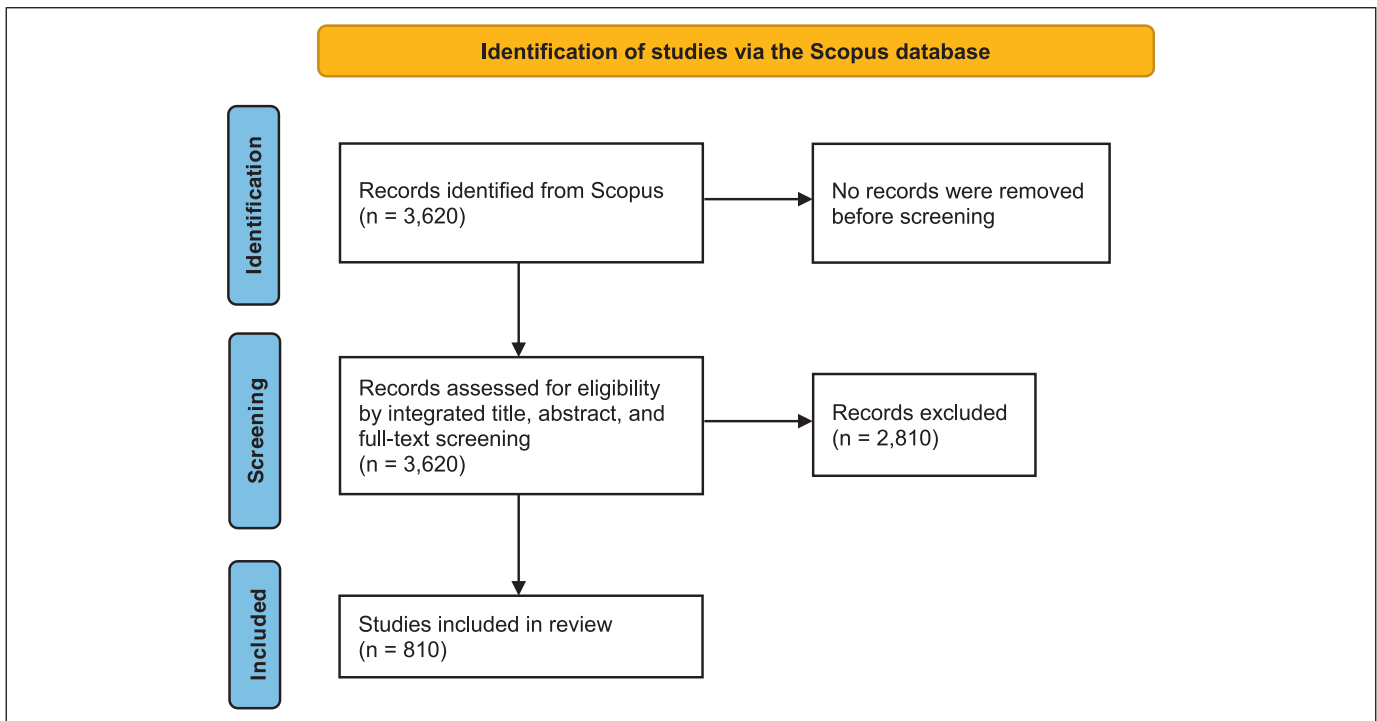 Identification of studies via the Scopus database
Identification
Records identified from Scopus
(n = 3,620)
No records were removed
before screening
Screening
Records assessed for eligibility
by integrated title, abstract, and
full-text screening
(n = 3,620)
Records excluded
(n = 2,810)
Included
Studies included in review
(n = 810)